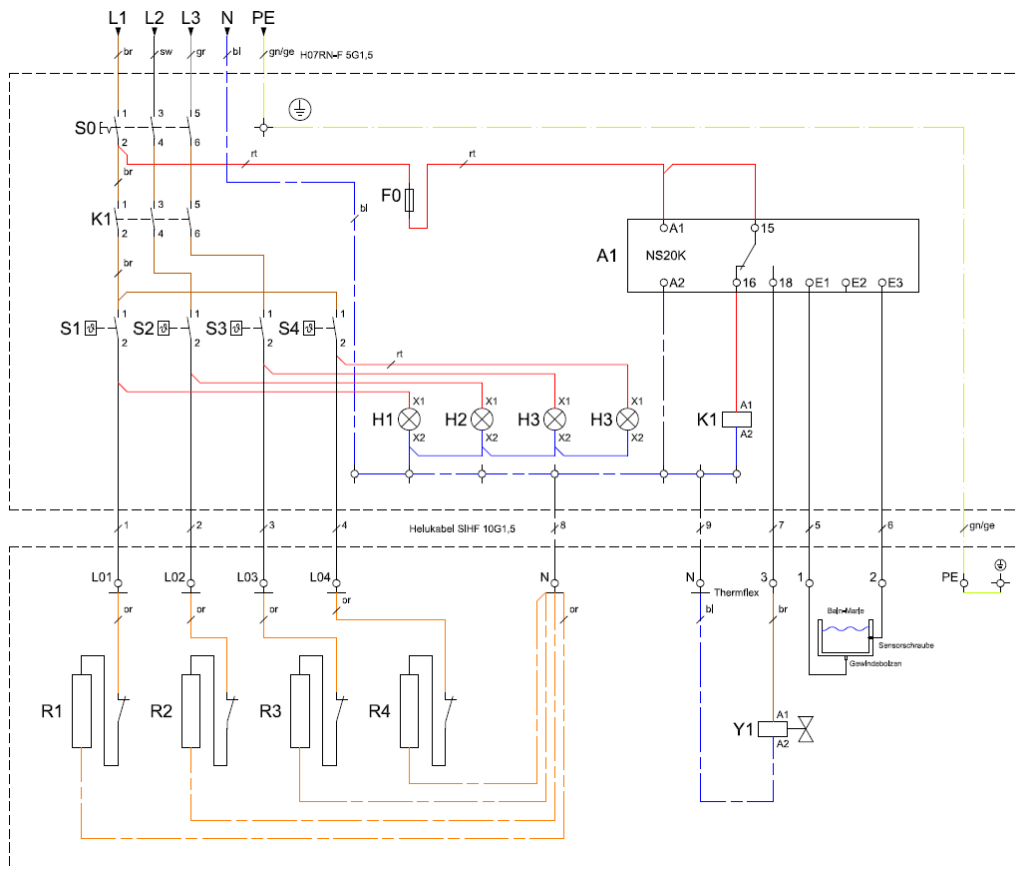 L1 L2 L3 N PE
br sw gr bl gn/ge H07RN-F 5G1,5
1 3 5
S0
2 4 6
rt rt
br
F0
bl
1 3 5
K1
2 4 6
A1 15
A1 NS20K
br
A2 16 18 E1 E2 E3
1 1 1 1
S1 S2 S3 S4
2 2 2 2
rt
X1 X1 X1 X1 A1
H1 H2 H3 H3 K1
X2 X2 X2 X2 A2
1 2 3 4 Helukabel SIHF 10G1,5 8 9 7 5 6 gn/ge
L01 L02 L03 L04 N N 3 1 2 PE
Thermflex
or or or or or bl br
Bain-Marie
Sensorschraube
Gewindebolzen
R1 R2 R3 R4
A1
Y1
A2